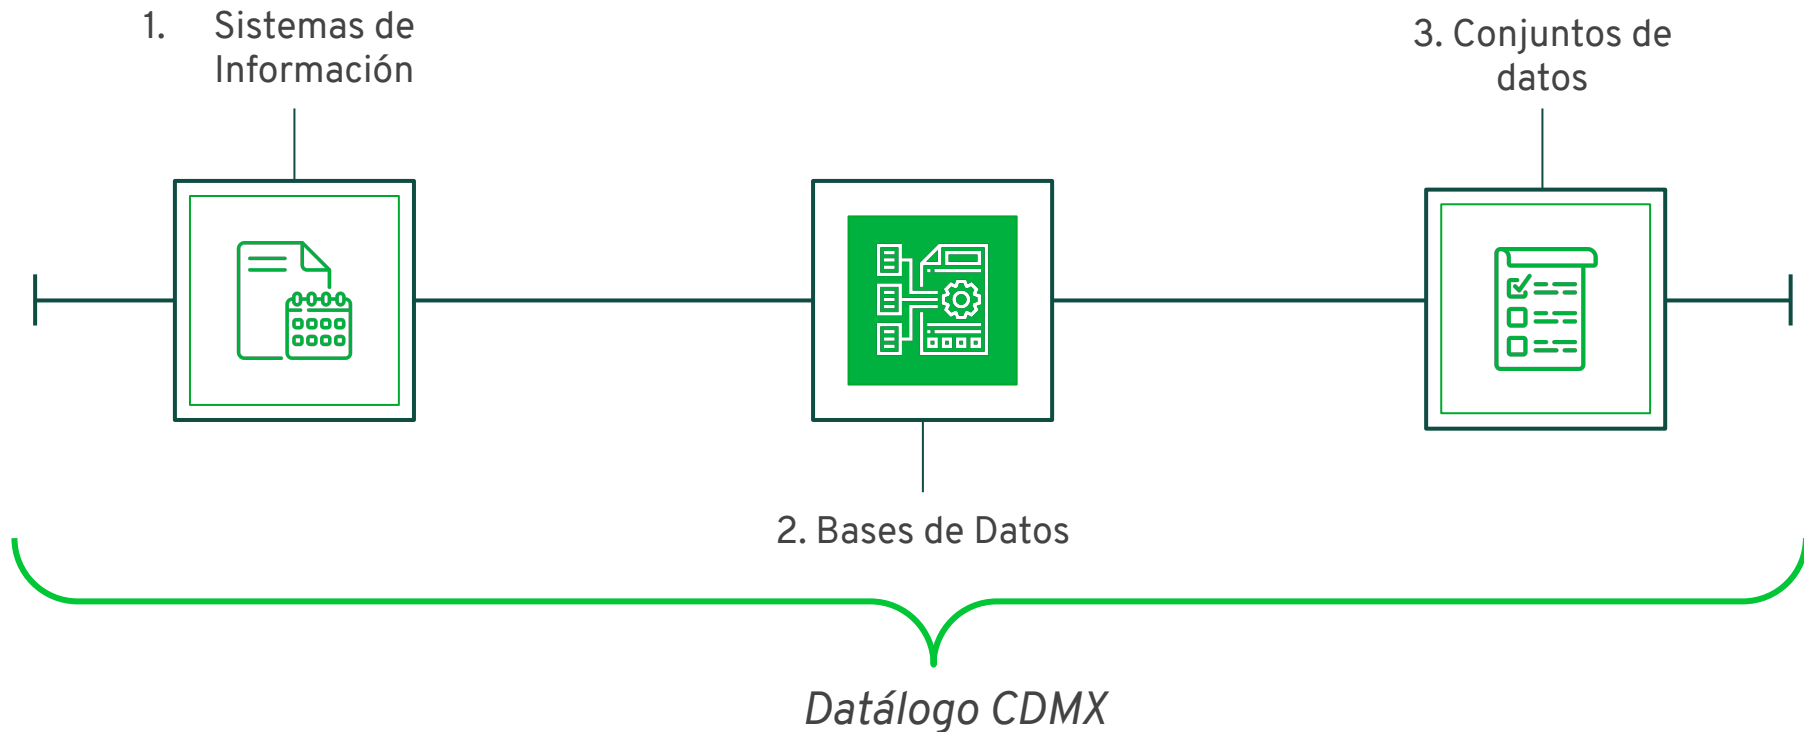 1. Sistemas de
Información
3. Conjuntos de
datos
2. Bases de Datos
Datálogo CDMX